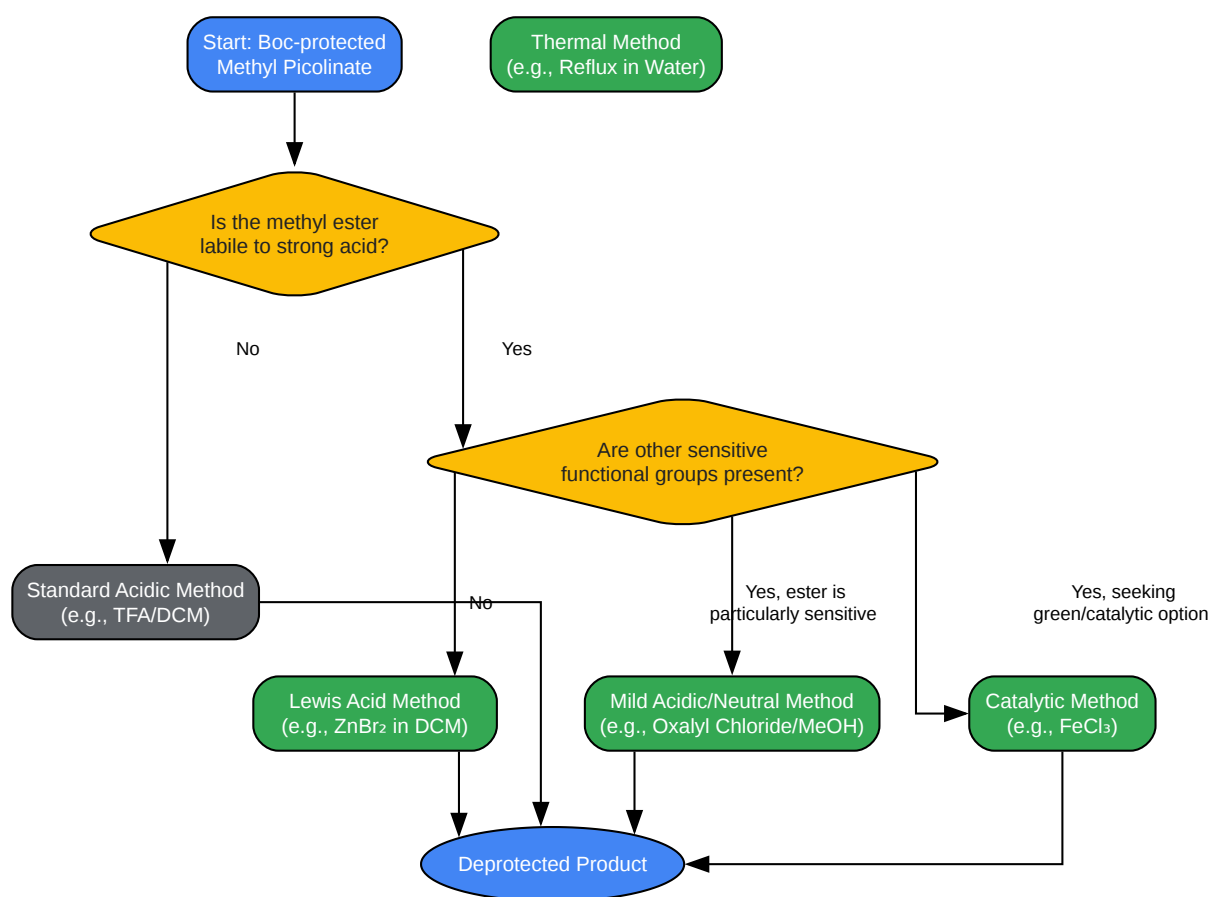 Start: Boc-protected
Methyl Picolinate
Thermal Method
(e.g., Reflux in Water)
Is the methyl ester
labile to strong acid?
No
Yes
Are other sensitive
functional groups present?
Standard Acidic Method
(e.g., TFA/DCM)
No
Yes, ester is
particularly sensitive
Yes, seeking
green/catalytic option
Lewis Acid Method
(e.g., ZnBr₂ in DCM)
Mild Acidic/Neutral Method
(e.g., Oxalyl Chloride/MeOH)
Catalytic Method
(e.g., FeCl₃)
Deprotected Product